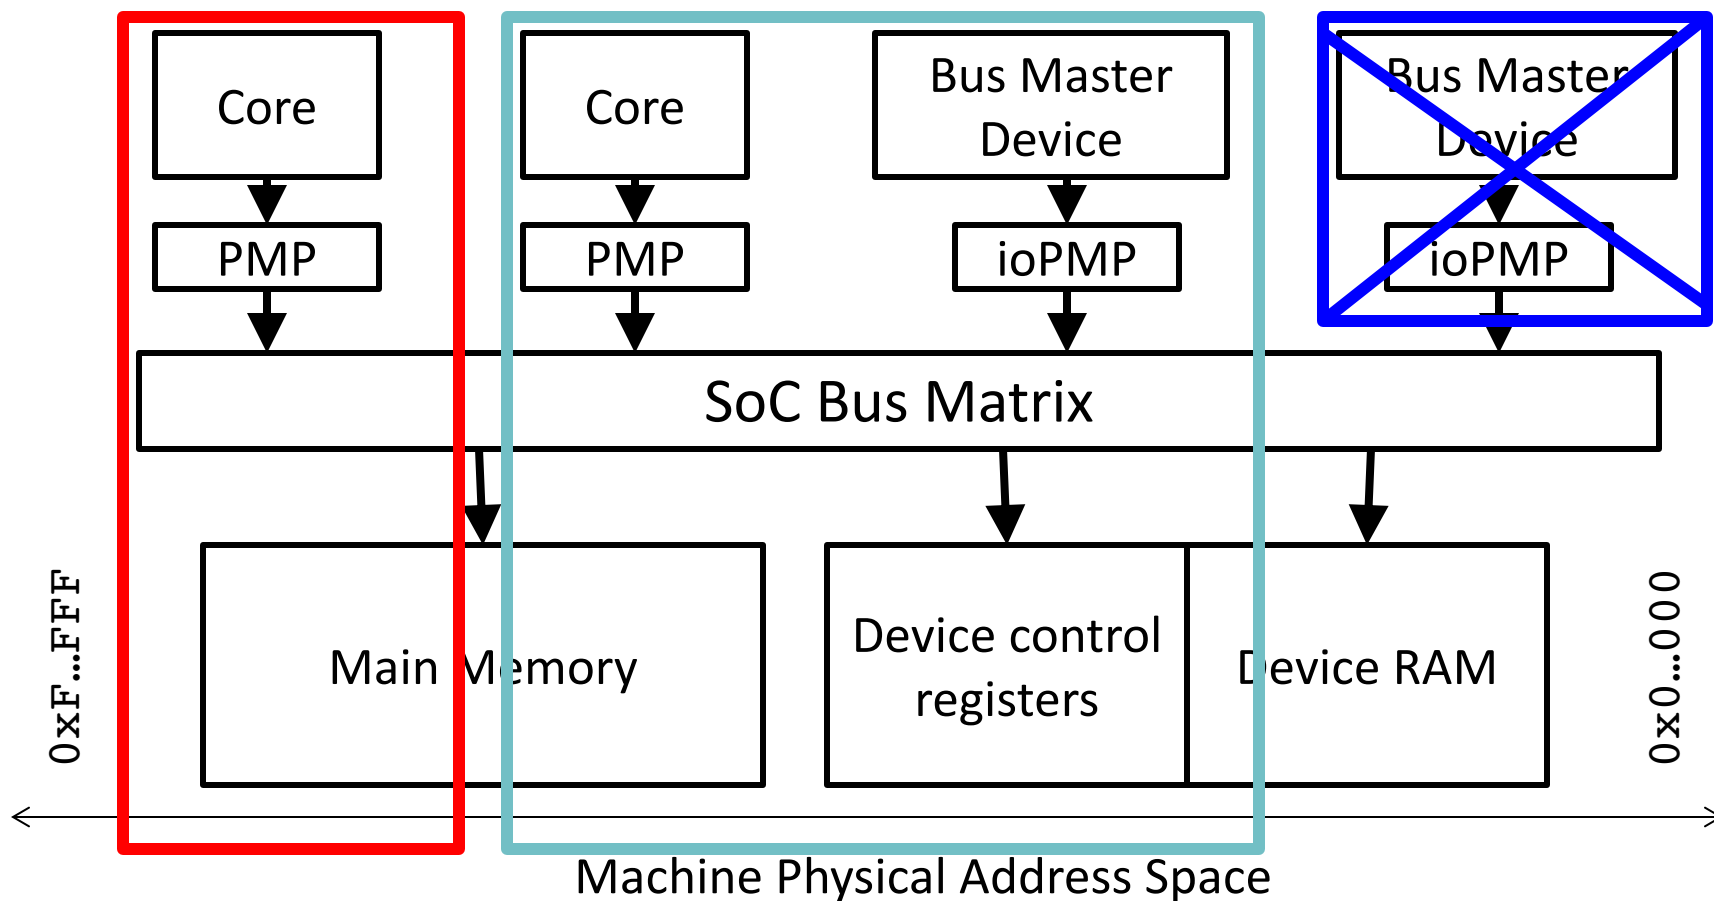 Core
Core
Bus Master
Device
Bus Master
Device
PMP
PMP
ioPMP
ioPMP
SoC Bus Matrix
0xF…FFF
Main Memory
Device control
registers
Device RAM
0x0…000
Machine Physical Address Space